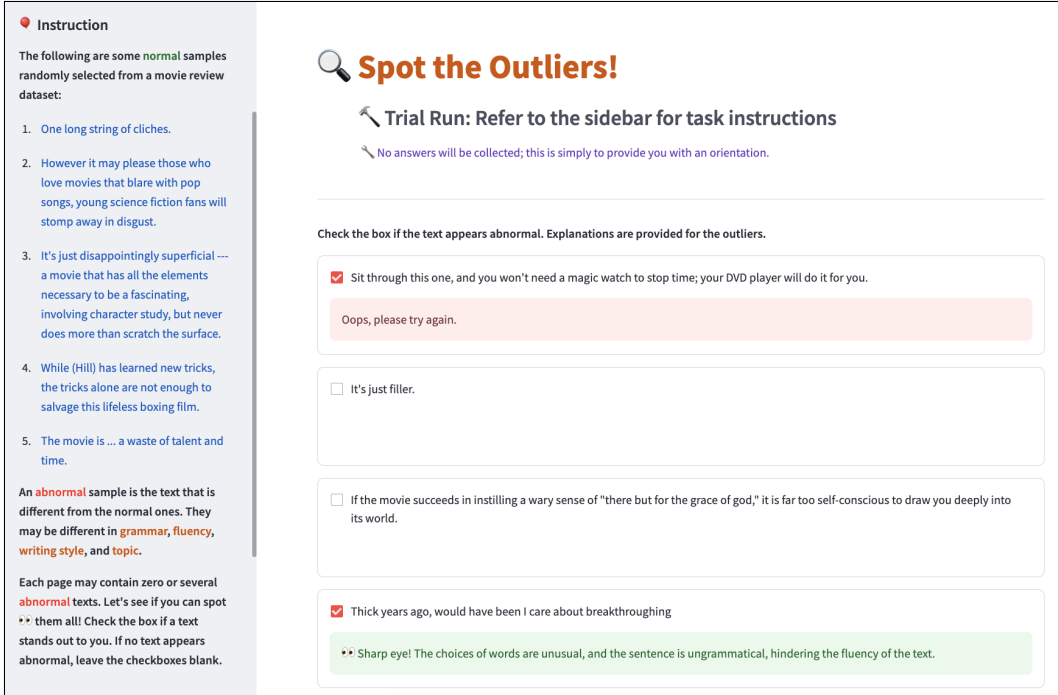 Instruction
The following are some normal samples
randomly selected from a movie review
dataset:
1. One long string of cliches.
2. However it may please those who
love movies that blare with pop
songs, young science fiction fans will
stomp away in disgust.
3. It's just disappointingly superficial ---
a movie that has all the elements
necessary to be a fascinating,
involving character study, but never
does more than scratch the surface.
4. While (Hill) has learned new tricks,
the tricks alone are not enough to
salvage this lifeless boxing film.
5. The movie is ... a waste of talent and
time.
An abnormal sample is the text that is
different from the normal ones. They
may be different in grammar, fluency,
writing style, and topic.
Each page may contain zero or several
abnormal texts. Let's see if you can spot
👀 them all! Check the box if a text
stands out to you. If no text appears
abnormal, leave the checkboxes blank.
Spot the Outliers!
Trial Run: Refer to the sidebar for task instructions
No answers will be collected; this is simply to provide you with an orientation.
Check the box if the text appears abnormal. Explanations are provided for the outliers.
Sit through this one, and you won't need a magic watch to stop time; your DVD player will do it for you.
Oops, please try again.
It's just filler.
If the movie succeeds in instilling a wary sense of "there but for the grace of god," it is far too self-conscious to draw you deeply into
its world.
Thick years ago, would have been I care about breakthroughing
👀 Sharp eye! The choices of words are unusual, and the sentence is ungrammatical, hindering the fluency of the text.